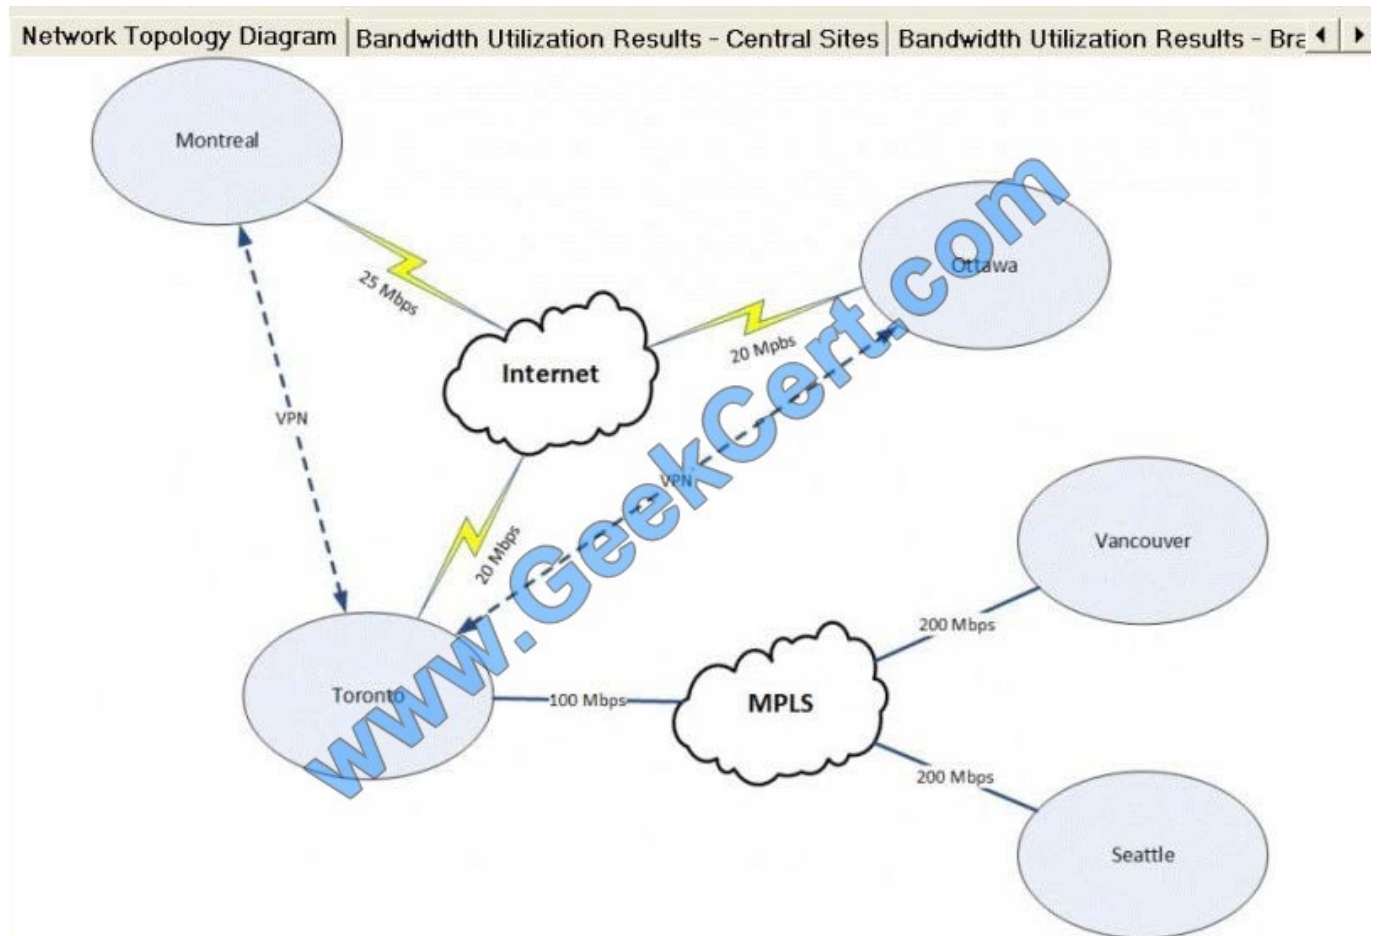 Network Topology Diagram
Bandwidth Utilization Results - Central Sites
Bandwidth Utilization Results - Bra
Montreal
Ottawa
25 Mbps
20 Mpbs
Internet
VPN
VPN
20 Mbps
Vancouver
200 Mbps
Toronto
100 Mbps
MPLS
200 Mbps
Seattle
www.GeekCert.com